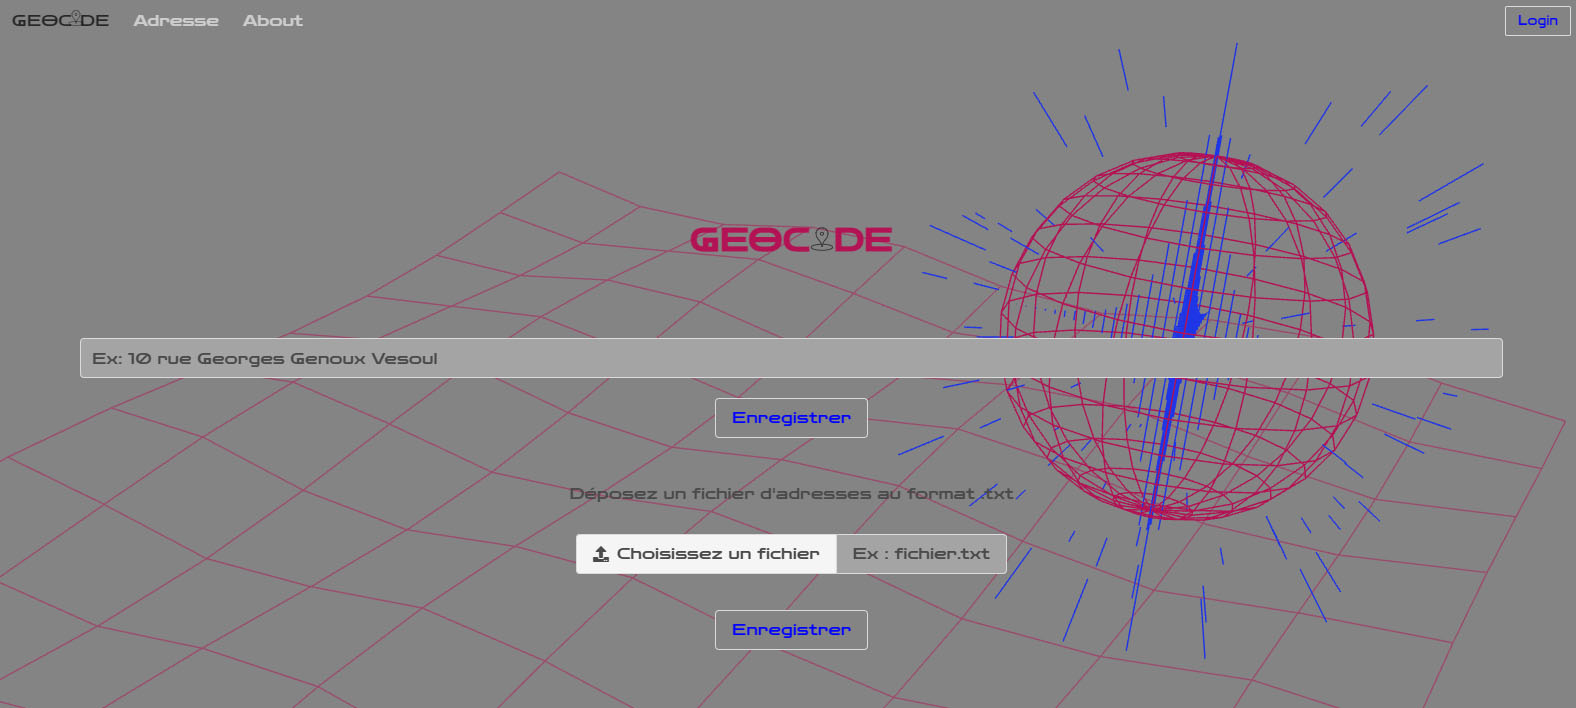 GEOCODE
Adresse
About
Login
GEOCODE
Ex: 10 rue Georges Genoux Vesoul
Enregistrer
Déposez un fichier d'adresses au format .txt
Choisissez un fichier
Ex : fichier.txt
Enregistrer